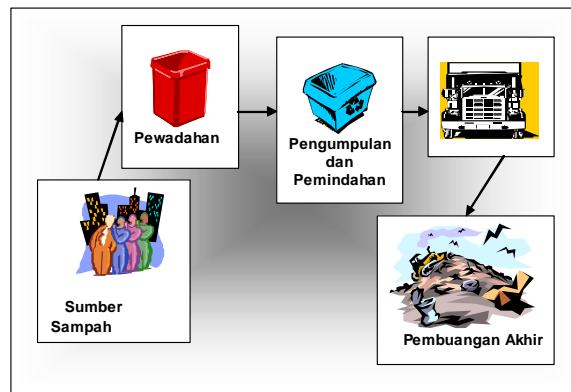 Sumber
Sampah
Pewadahan
Pengumpulan
dan
Pemindahan
Pembuangan Akhir